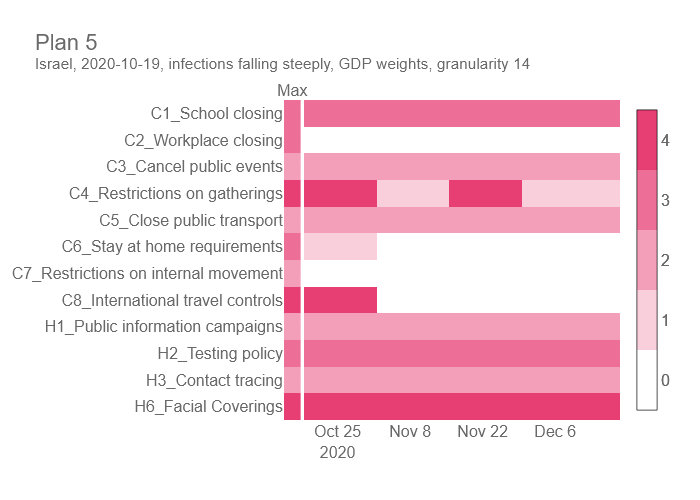 Plan 5
Israel, 2020-10-19, infections falling steeply, GDP weights, granularity 14
Max
C1_School closing
C2_Workplace closing
C3_Cancel public events
C4_Restrictions on gatherings
C5_Close public transport
C6_Stay at home requirements
C7_Restrictions on internal movement
C8_International travel controls
H1_Public information campaigns
H2_Testing policy
H3_Contact tracing
H6_Facial Coverings
4
3
2
1
0
Oct 25 Nov 8 Nov 22 Dec 6
2020